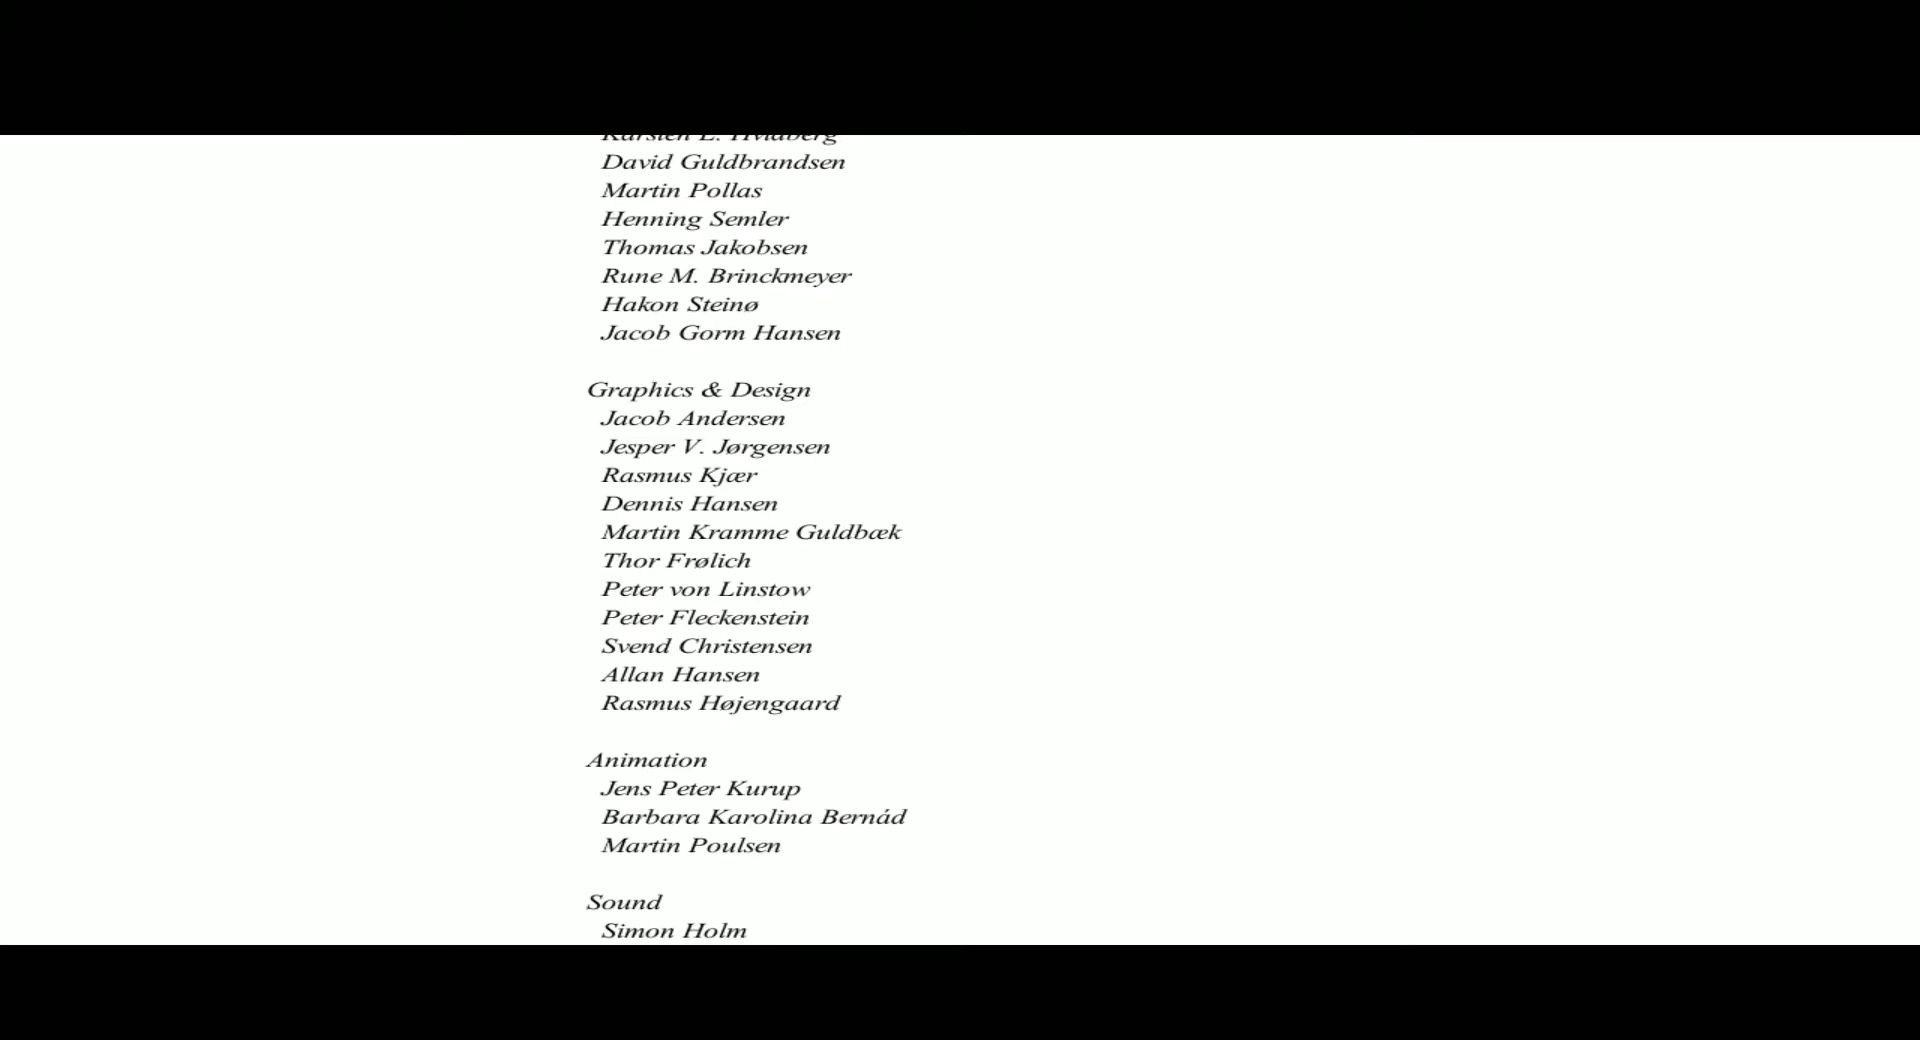 Karsten L. Hvidberg
David Guldbrandsen
Martin Pollas
Henning Semler
Thomas Jakobsen
Rune M. Brinckmeyer
Hakon Steinø
Jacob Gorm Hansen
Graphics & Design
Jacob Andersen
Jesper V. Jørgensen
Rasmus Kjær
Dennis Hansen
Martin Kramme Guldbæk
Thor Frølich
Peter von Linstow
Peter Fleckenstein
Svend Christensen
Allan Hansen
Rasmus Højengaard
Animation
Jens Peter Kurup
Barbara Karolina Bernád
Martin Poulsen
Sound
Simon Holm